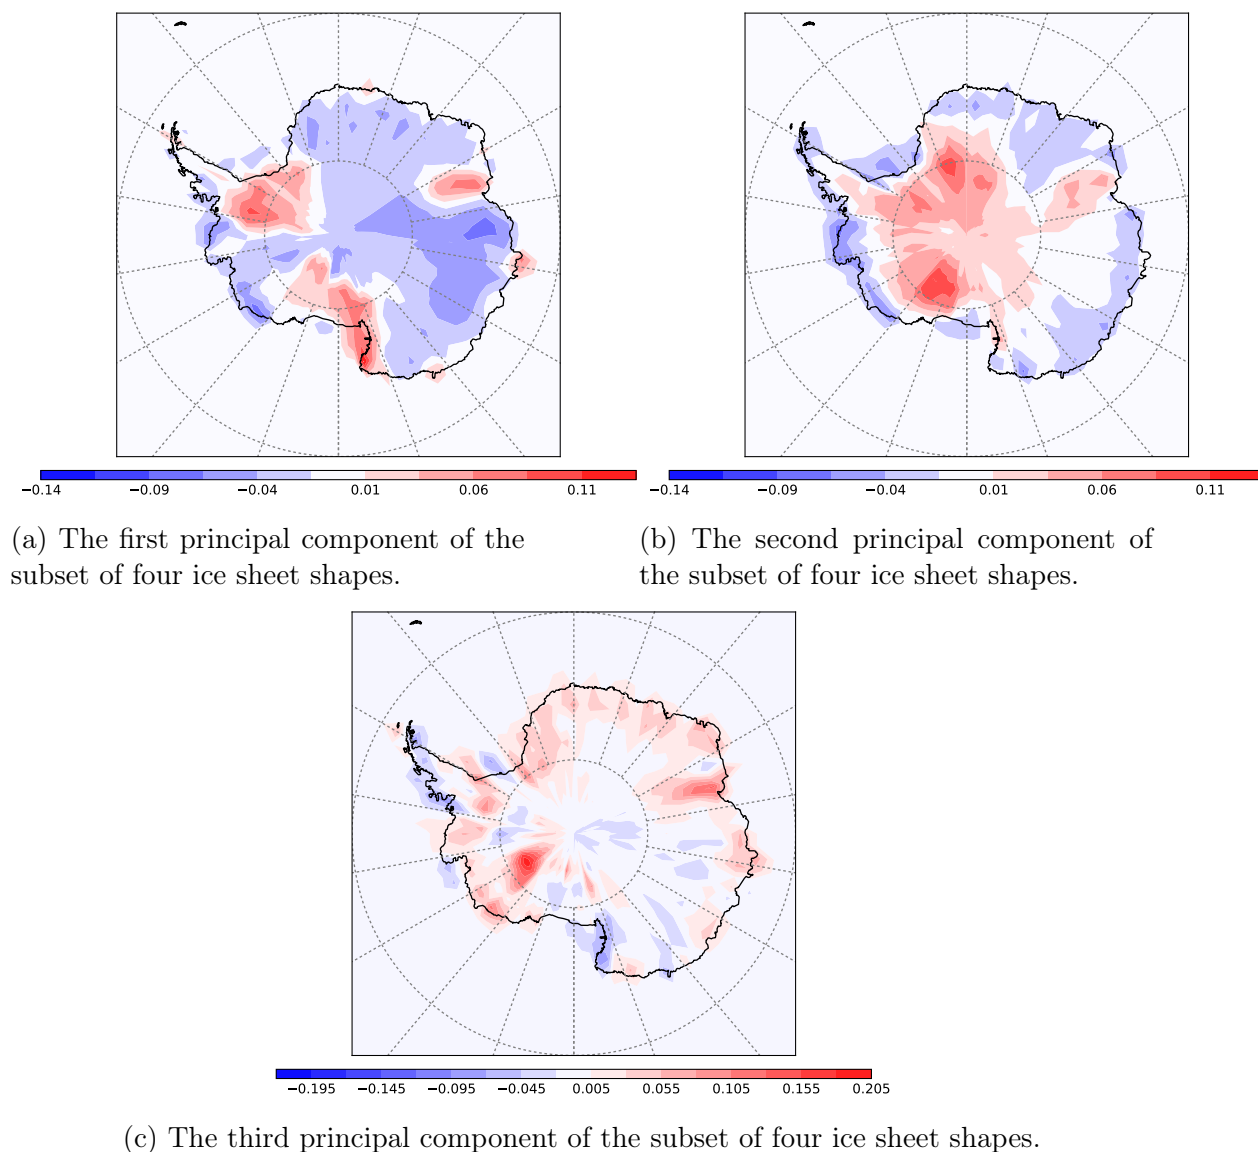 −0.14 −0.09 −0.04 0.01 0.06 0.11
−0.14 −0.09 −0.04 0.01 0.06 0.11
(a) The first principal component of the
subset of four ice sheet shapes.
(b) The second principal component of
the subset of four ice sheet shapes.
−0.195 −0.145 −0.095 −0.045 0.005 0.055 0.105 0.155 0.205
(c) The third principal component of the subset of four ice sheet shapes.